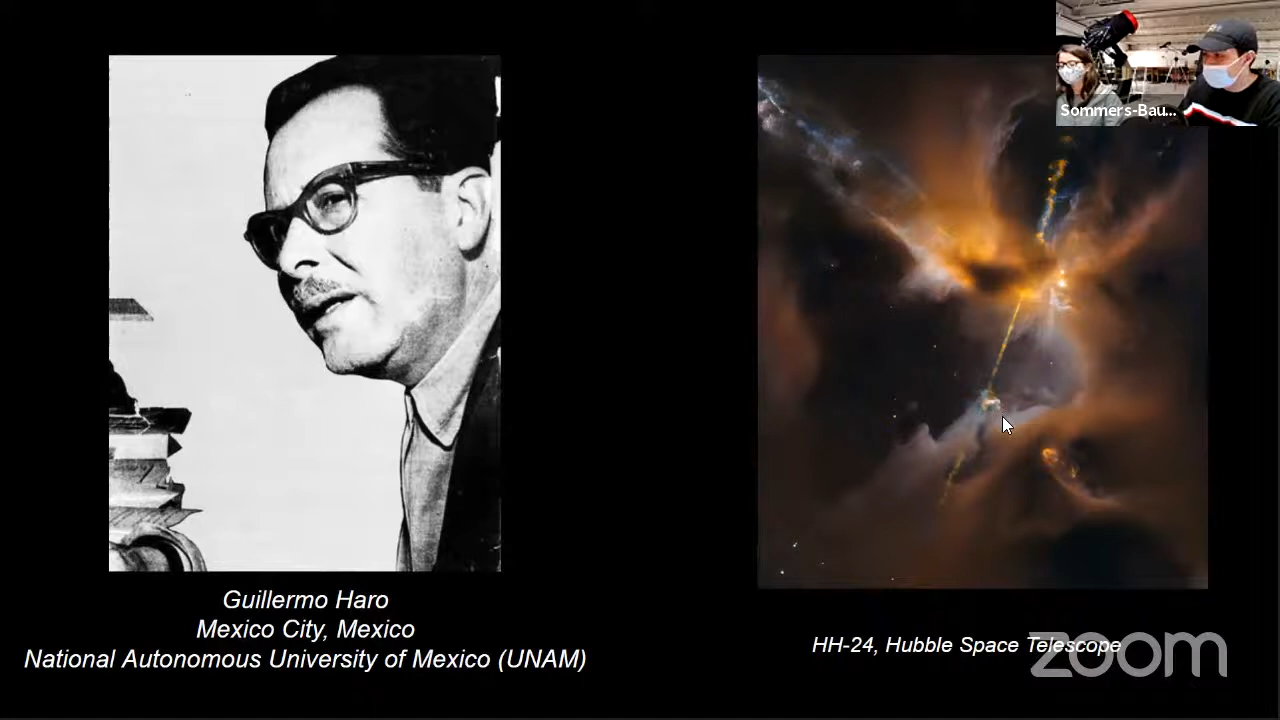 Sommers-Bau...
Guillermo Haro
Mexico City, Mexico
National Autonomous University of Mexico (UNAM)
HH-24, Hubble Space Telescope
zoom